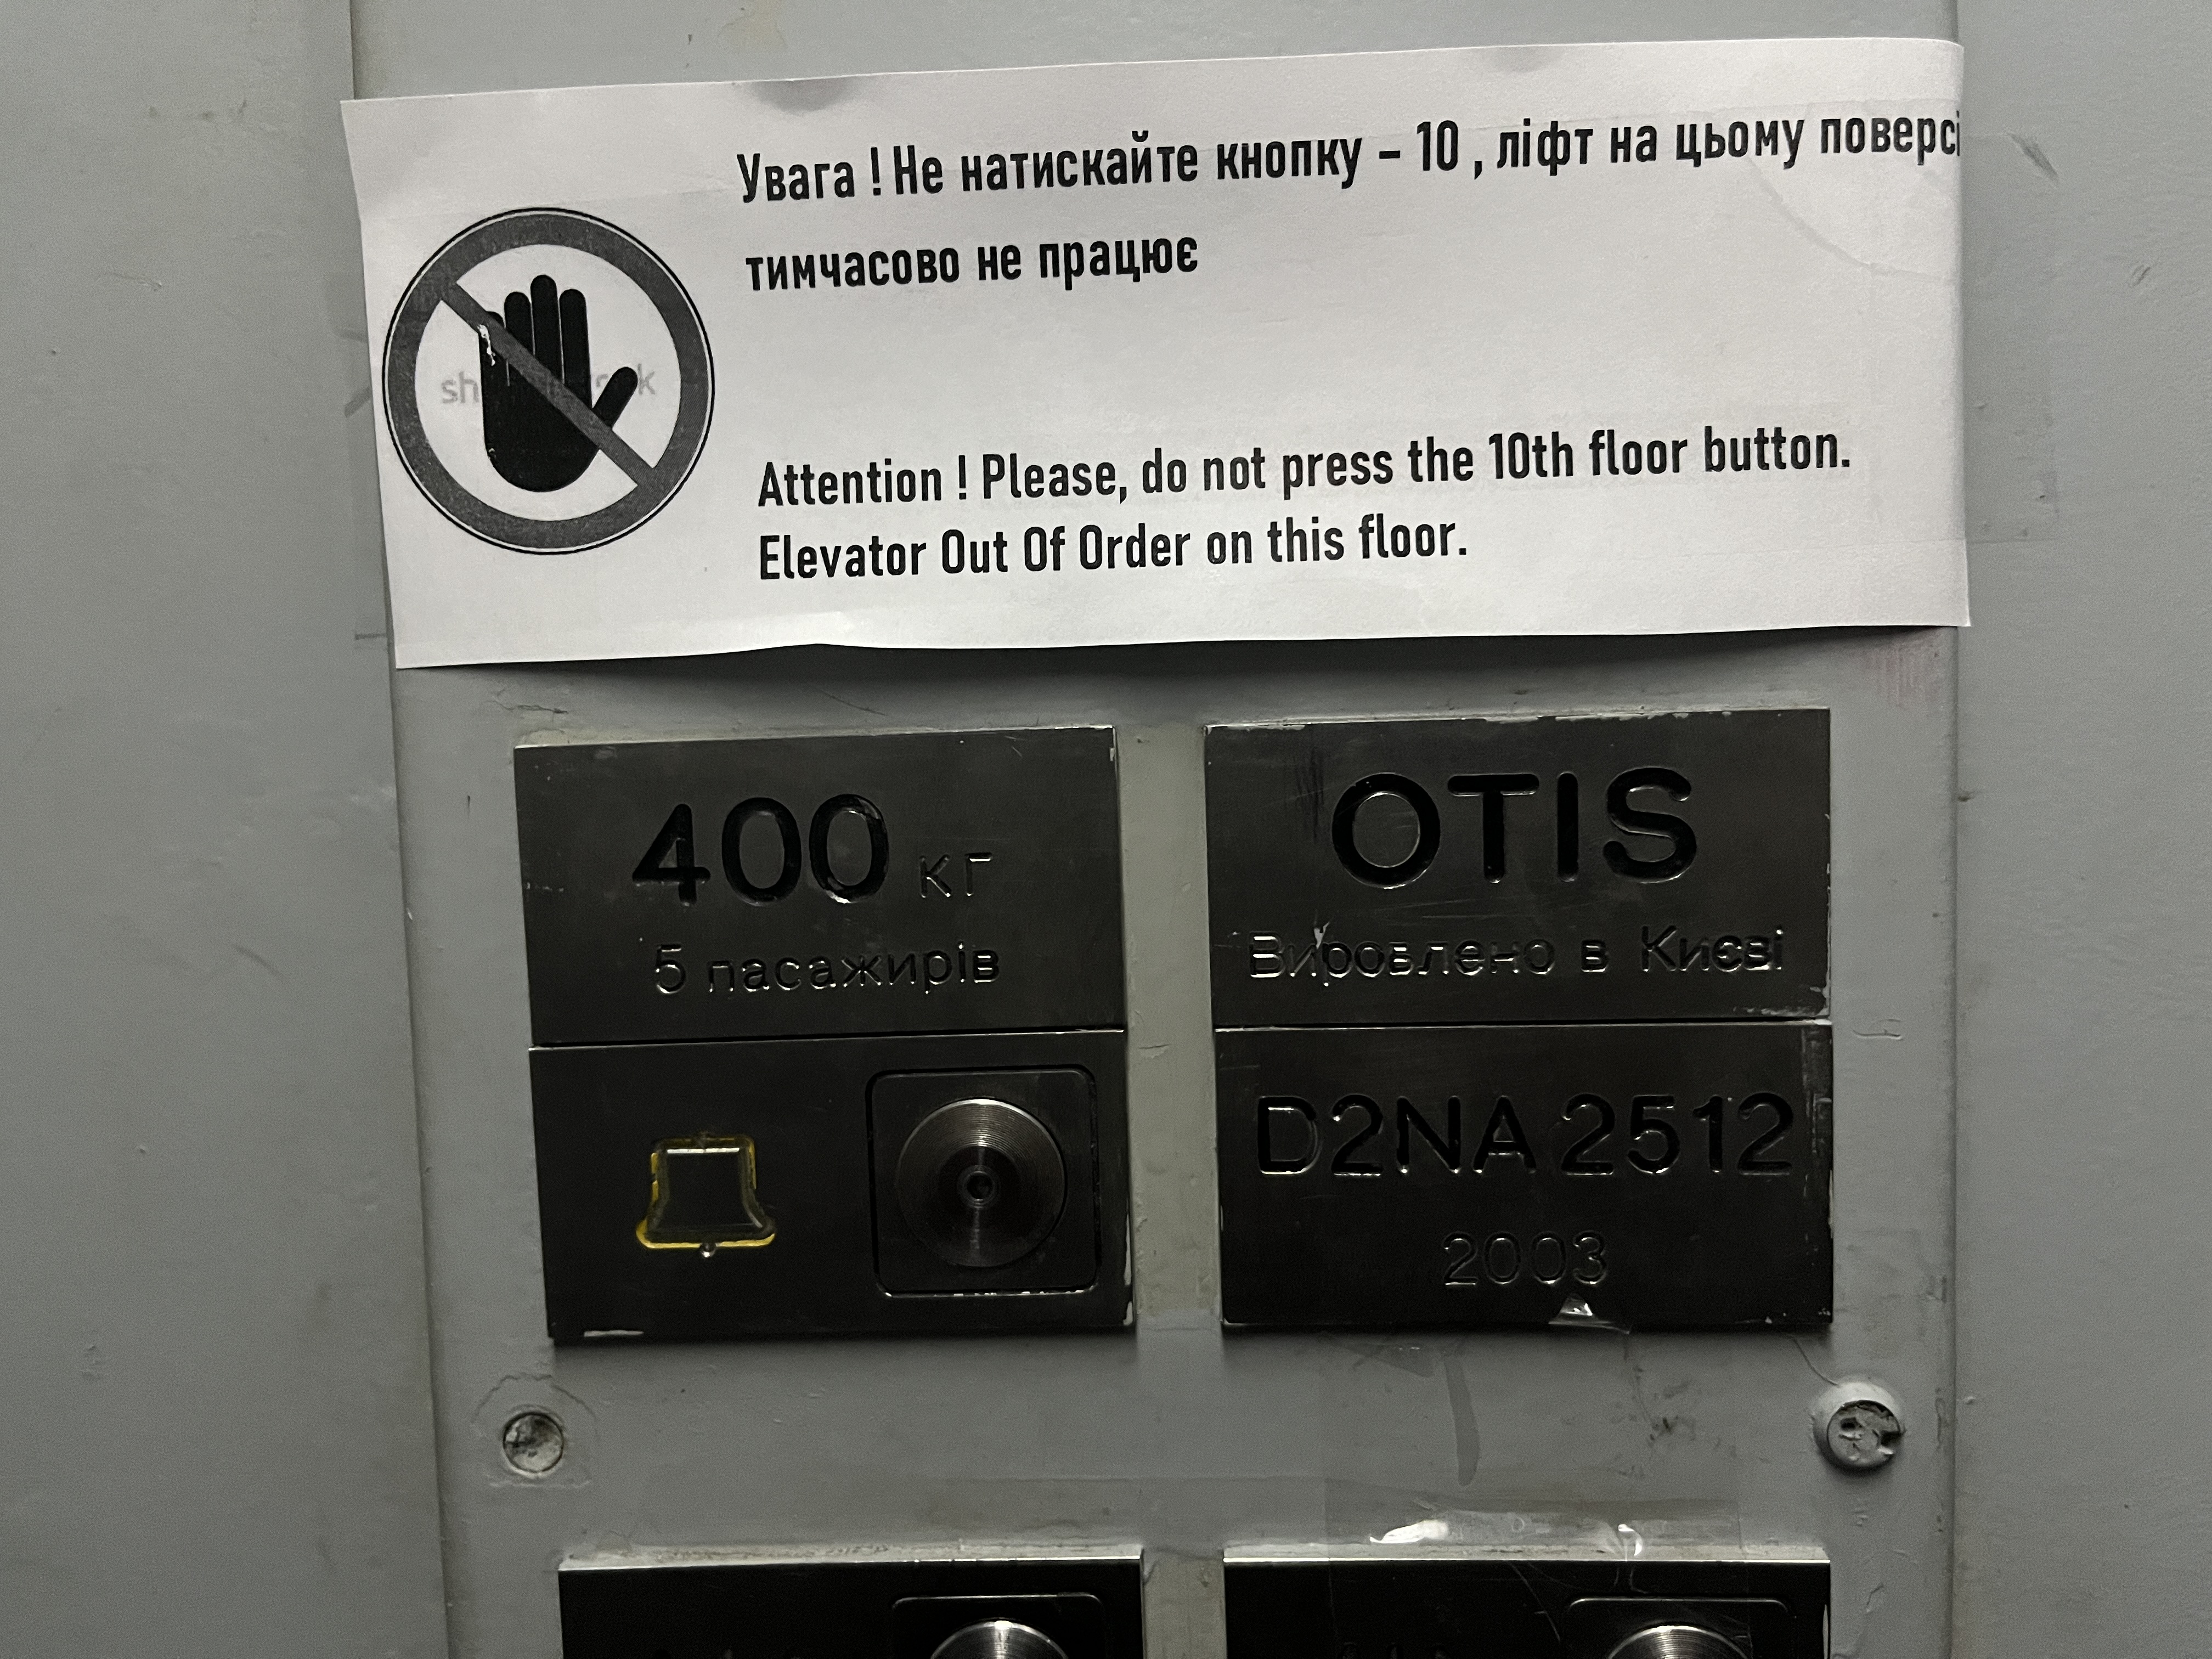 Увага ! Не натискайте кнопку – 10 , ліфт на цьому поверсі
тимчасово не працює
Attention ! Please, do not press the 10th floor button.
Elevator Out Of Order on this floor.
400 кг
5 пасажирів
OTIS
Вироблено в Києві
D2NA 2512
2003